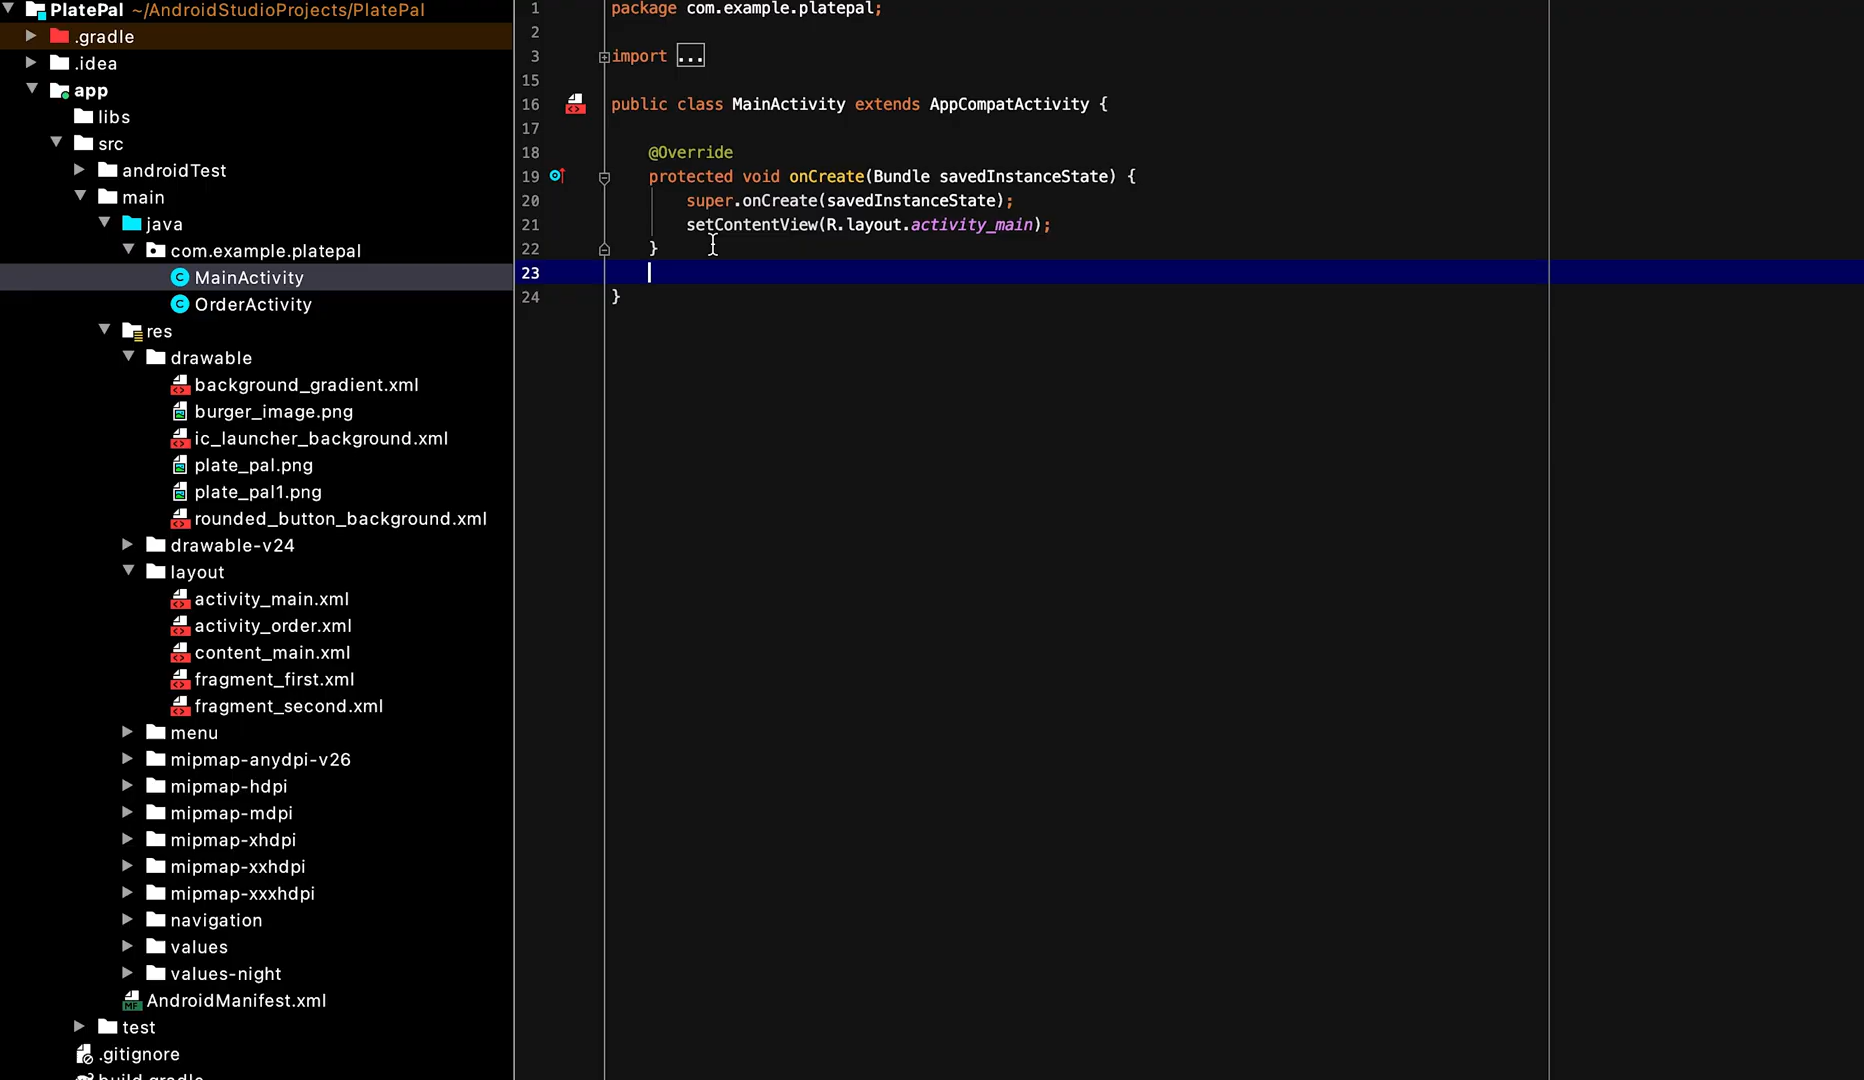 PlatePal ~/AndroidStudioProjects/PlatePal
.gradle
.idea
app
libs
src
androidTest
main
java
com.example.platepal
MainActivity
OrderActivity
res
drawable
background_gradient.xml
burger_image.png
ic_launcher_background.xml
plate_pal.png
plate_pal1.png
rounded_button_background.xml
drawable-v24
layout
activity_main.xml
activity_order.xml
content_main.xml
fragment_first.xml
fragment_second.xml
menu
mipmap-anydpi-v26
mipmap-hdpi
mipmap-mdpi
mipmap-xhdpi
mipmap-xxhdpi
mipmap-xxxhdpi
navigation
values
values-night
AndroidManifest.xml
test
.gitignore
build.gradle
1 package com.example.platepal;
2
3 import ...
15
16 public class MainActivity extends AppCompatActivity {
17
18 @Override
19 protected void onCreate(Bundle savedInstanceState) {
20 super.onCreate(savedInstanceState);
21 setContentView(R.layout.activity_main);
22 }
23
24 }